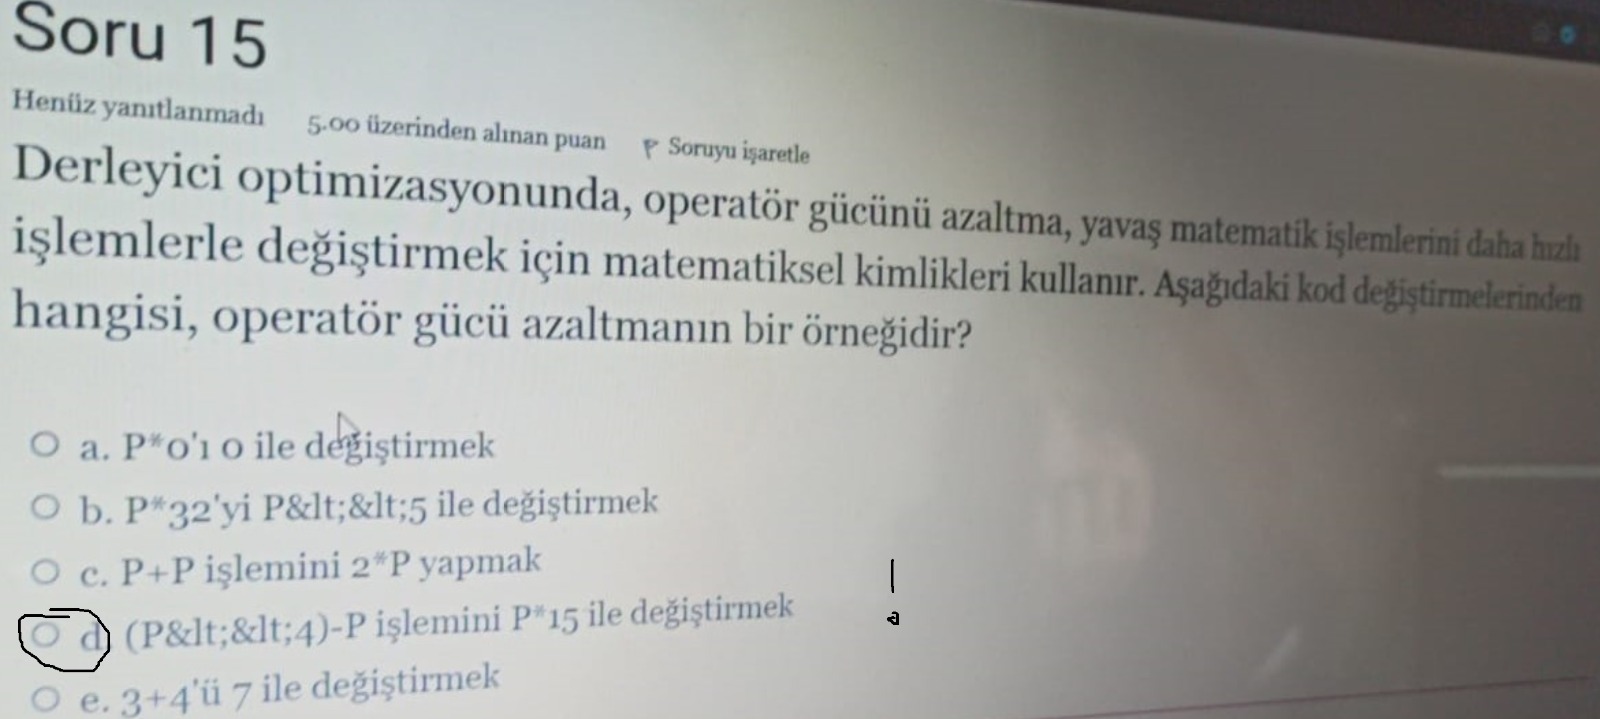 Soru 15
Henüz yanıtlanmadı 5.00 üzerinden alınan puan Soruyu işaretle
Derleyici optimizasyonunda, operatör gücünü azaltma, yavaş matematik işlemlerini daha hızlı
işlemlerle değiştirmek için matematiksel kimlikleri kullanır. Aşağıdaki kod değiştirmelerinden
hangisi, operatör gücü azaltmanın bir örneğidir?
a. P*0'ı 0 ile değiştirmek
b. P*32'yi P&lt;&lt;5 ile değiştirmek
c. P+P işlemini 2*P yapmak
d. (P&lt;&lt;4)-P işlemini P*15 ile değiştirmek
e. 3+4'ü 7 ile değiştirmek